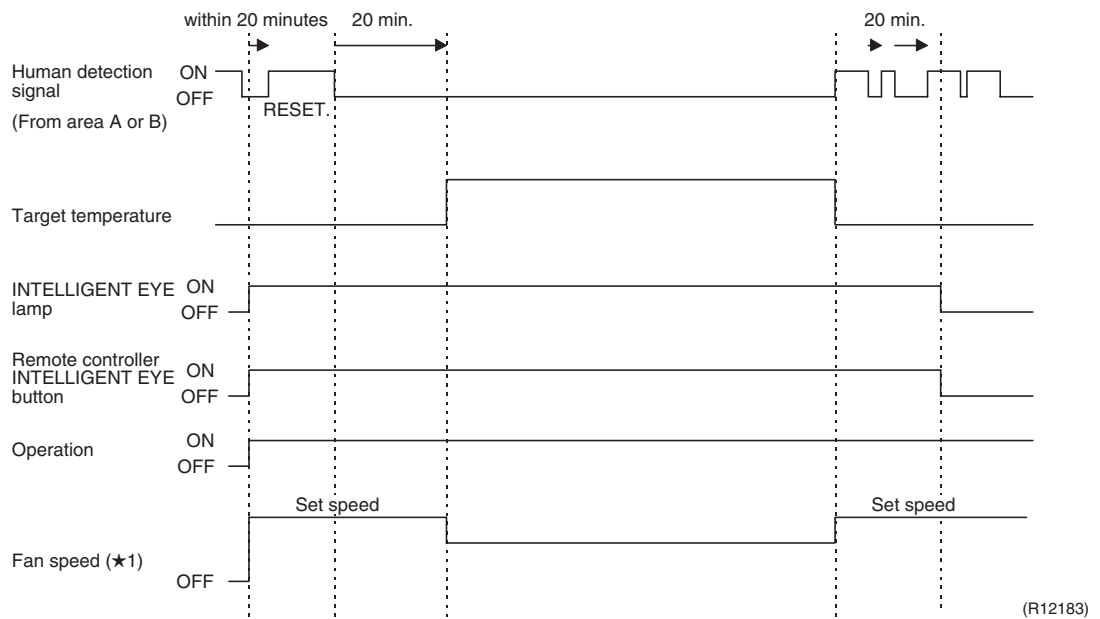 within 20 minutes 20 min. 20 min.
Human detection
signal
ON
OFF
RESET.
(From area A or B)
Target temperature
INTELLIGENT EYE
lamp
ON
OFF
Remote controller
INTELLIGENT EYE
button
ON
OFF
Operation
ON
OFF
Set speed Set speed
Fan speed (★1)
OFF
(R12183)